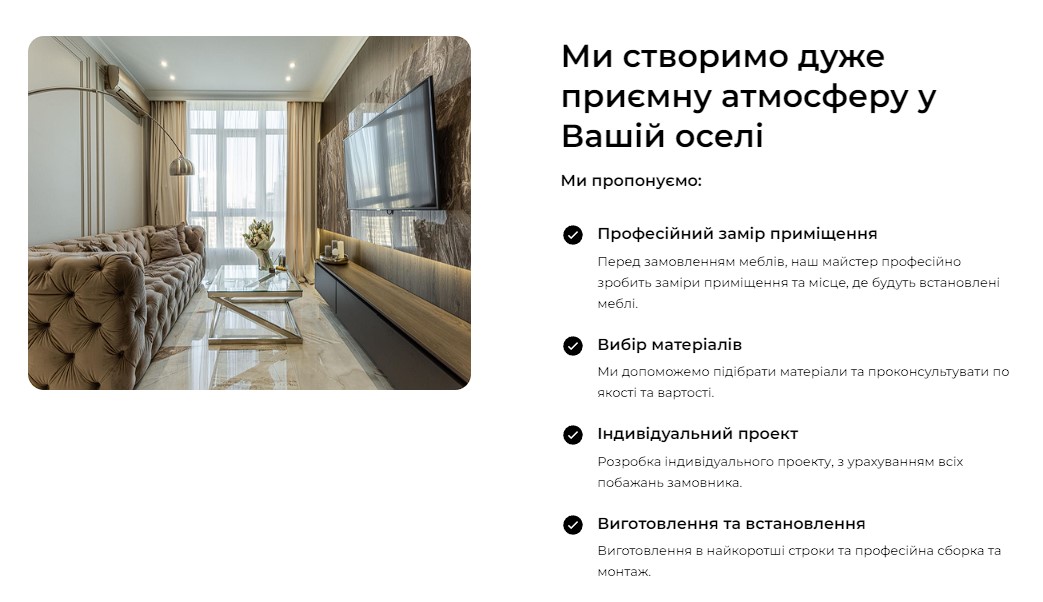 Ми створимо дуже
приємну атмосферу у
Вашій оселі
Ми пропонуємо:
Професійний замір приміщення
Перед замовленням меблів, наш майстер професійно
зробить заміри приміщення та місце, де будуть встановлені
меблі.
Вибір матеріалів
Ми допоможемо підібрати матеріали та проконсультувати по
якості та вартості.
Індивідуальний проект
Розробка індивідуального проекту, з урахуванням всіх
побажань замовника.
Виготовлення та встановлення
Виготовлення в найкоротші строки та професійна сборка та
монтаж.